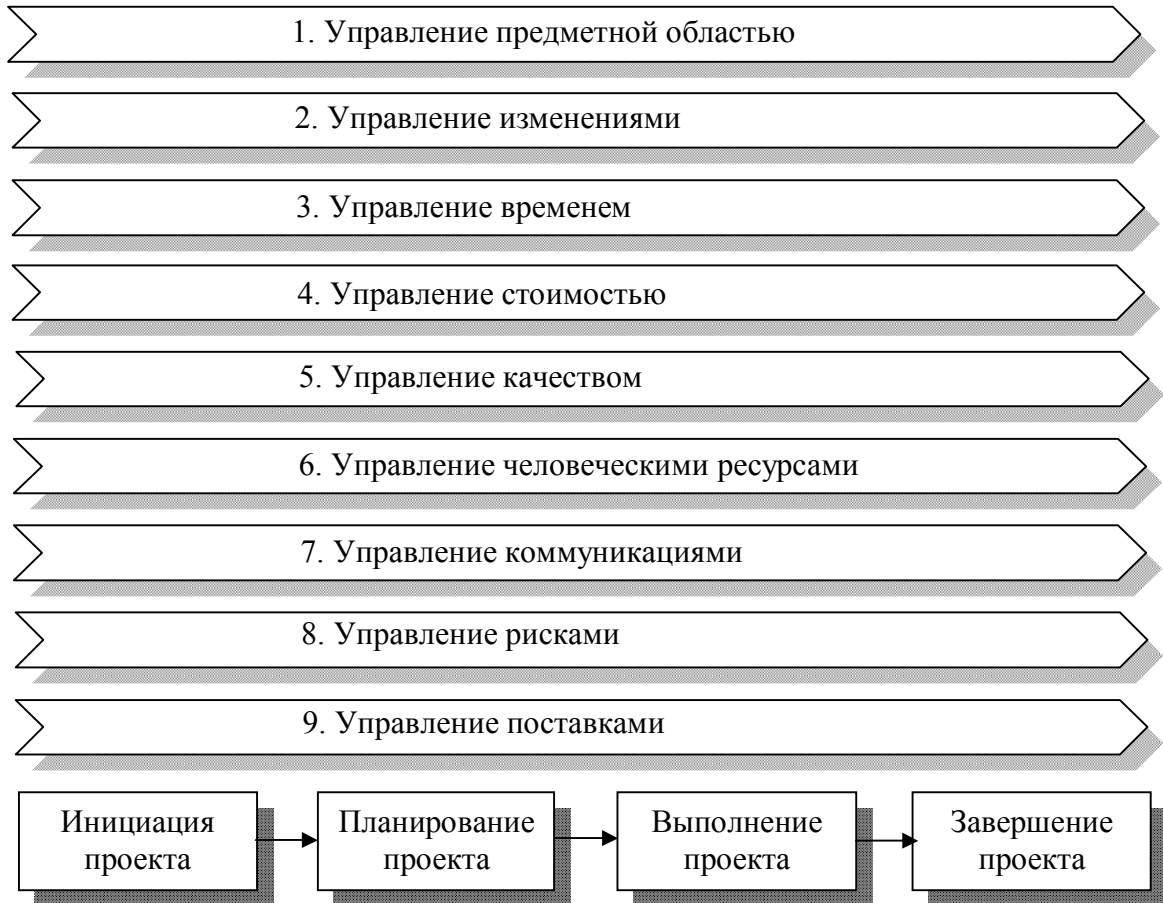 1. Управление предметной областью
2. Управление изменениями
3. Управление временем
4. Управление стоимостью
5. Управление качеством
6. Управление человеческими ресурсами
7. Управление коммуникациями
8. Управление рисками
9. Управление поставками
Инициация
проекта
Планирование
проекта
Выполнение
проекта
Завершение
проекта